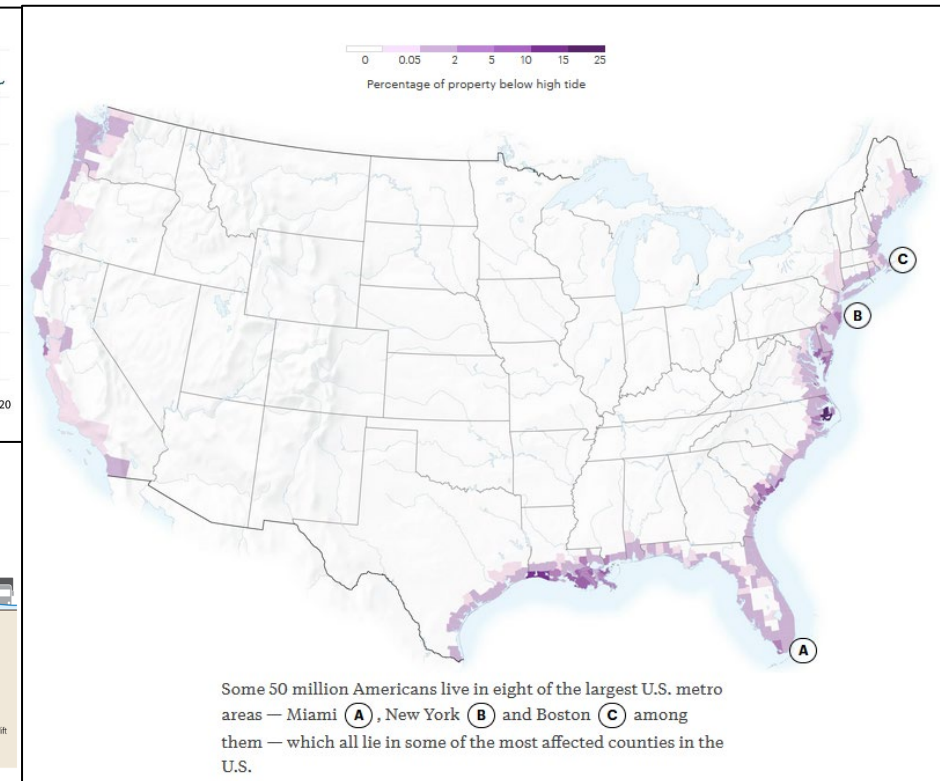 0 0.05 2 5 10 15 25
Percentage of property below high tide
C
B
20
A
Some 50 million Americans live in eight of the largest U.S. metro
areas — Miami A , New York B and Boston C among
them — which all lie in some of the most affected counties in the
U.S.
ift